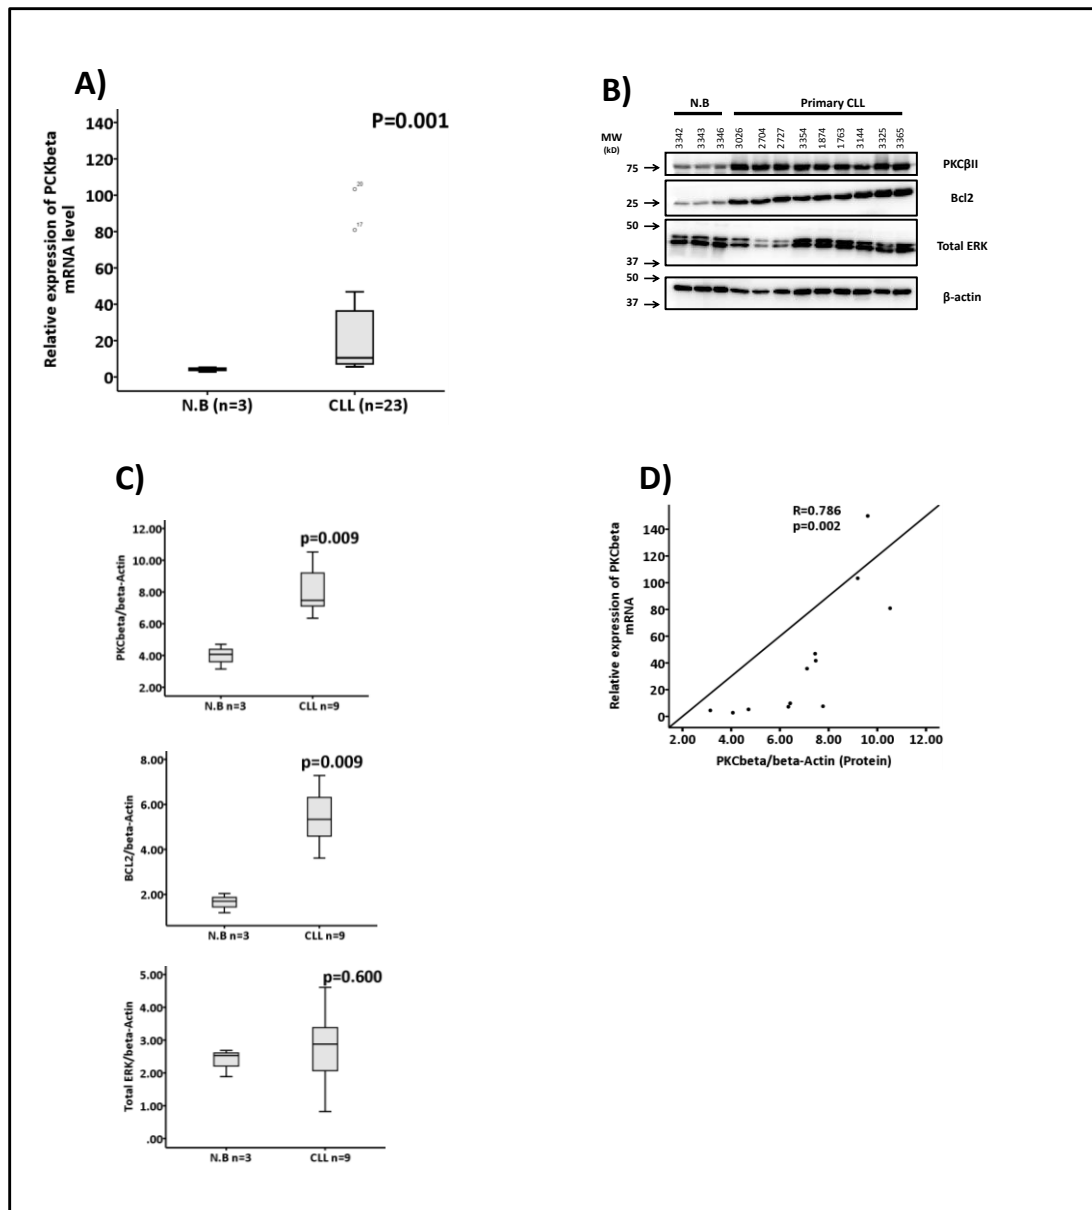 A)
P=0.001
Relative expression of PCKbeta
mRNA level
140
120
100
80
60
40
20
0
28
17
N.B (n=3)
CLL (n=23)
B)
N.B
Primary CLL
MW
(kD)
3342
3343
3346
3026
2704
2727
3354
1874
1763
3144
3325
3365
75
PKCβII
25
Bcl2
50
Total ERK
37
50
β-actin
37
C)
p=0.009
PKCbeta/beta-Actin
12.00
10.00
8.00
6.00
4.00
2.00
N.B n=3
CLL n=9
p=0.009
BCL2/beta-Actin
8.00
6.00
4.00
2.00
N.B n=3
CLL n=9
p=0.600
Total ERK/beta-Actin
5.00
4.00
3.00
2.00
1.00
.00
N.B n=3
CLL n=9
D)
R=0.786
p=0.002
Relative expression of PKCbeta
mRNA
140
120
100
80
60
40
20
0
2.00
4.00
6.00
8.00
10.00
12.00
PKCbeta/beta-Actin (Protein)